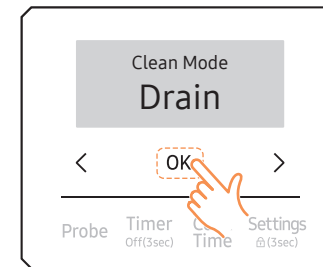 Clean Mode
Drain
< OK >
Probe Timer Time Settings
Off(3sec) (3sec)